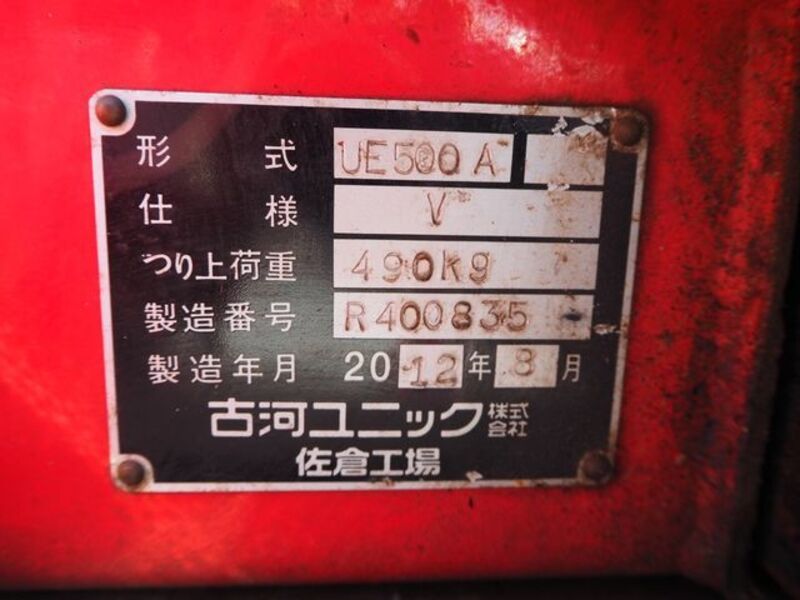 形式 UE500A
仕様 V
つり上荷重 490kg
製造番号 R400835
製造年月 2012年8月
古河ユニック株式会社
佐倉工場